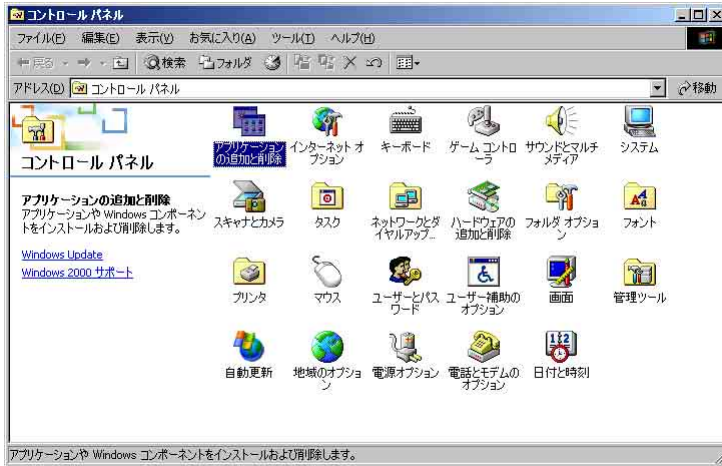 コントロール パネル
ファイル(F) 編集(E) 表示(V) お気に入り(A) ツール(T) ヘルプ(H)
戻る 検索 フォルダ
アドレス(D) コントロール パネル 移動
コントロール パネル
アプリケーションの追加と削除
アプリケーションや Windows コンポーネン
トをインストールおよび削除します。
Windows Update
Windows 2000 サポート
アプリケーション
の追加と削除
インターネット オ
プション
キーボード
ゲーム コントロ
ーラ
サウンドとマルチ
メディア
システム
スキャナとカメラ
タスク
ネットワークとダ
イヤルアップ...
ハードウェアの
追加と削除
フォルダ オプショ
ン
フォント
プリンタ
マウス
ユーザーとパス
ワード
ユーザー補助の
オプション
画面
管理ツール
自動更新
地域のオプショ
ン
電源オプション
電話とモデムの
オプション
日付と時刻
アプリケーションや Windows コンポーネントをインストールおよび削除します。